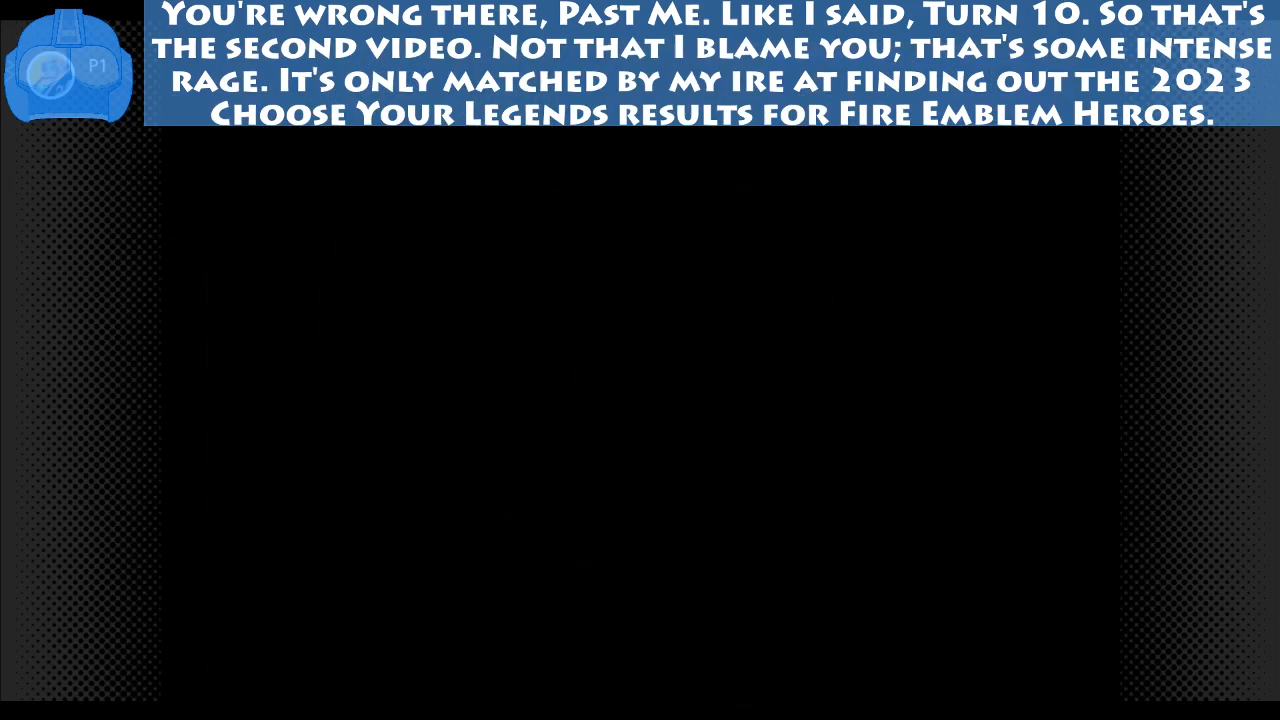 You're wrong there, Past Me. Like I said, Turn 10. So that's
the second video. Not that I blame you; that's some intense
rage. It's only matched by my ire at finding out the 2023
Choose Your Legends results for Fire Emblem Heroes.
P1